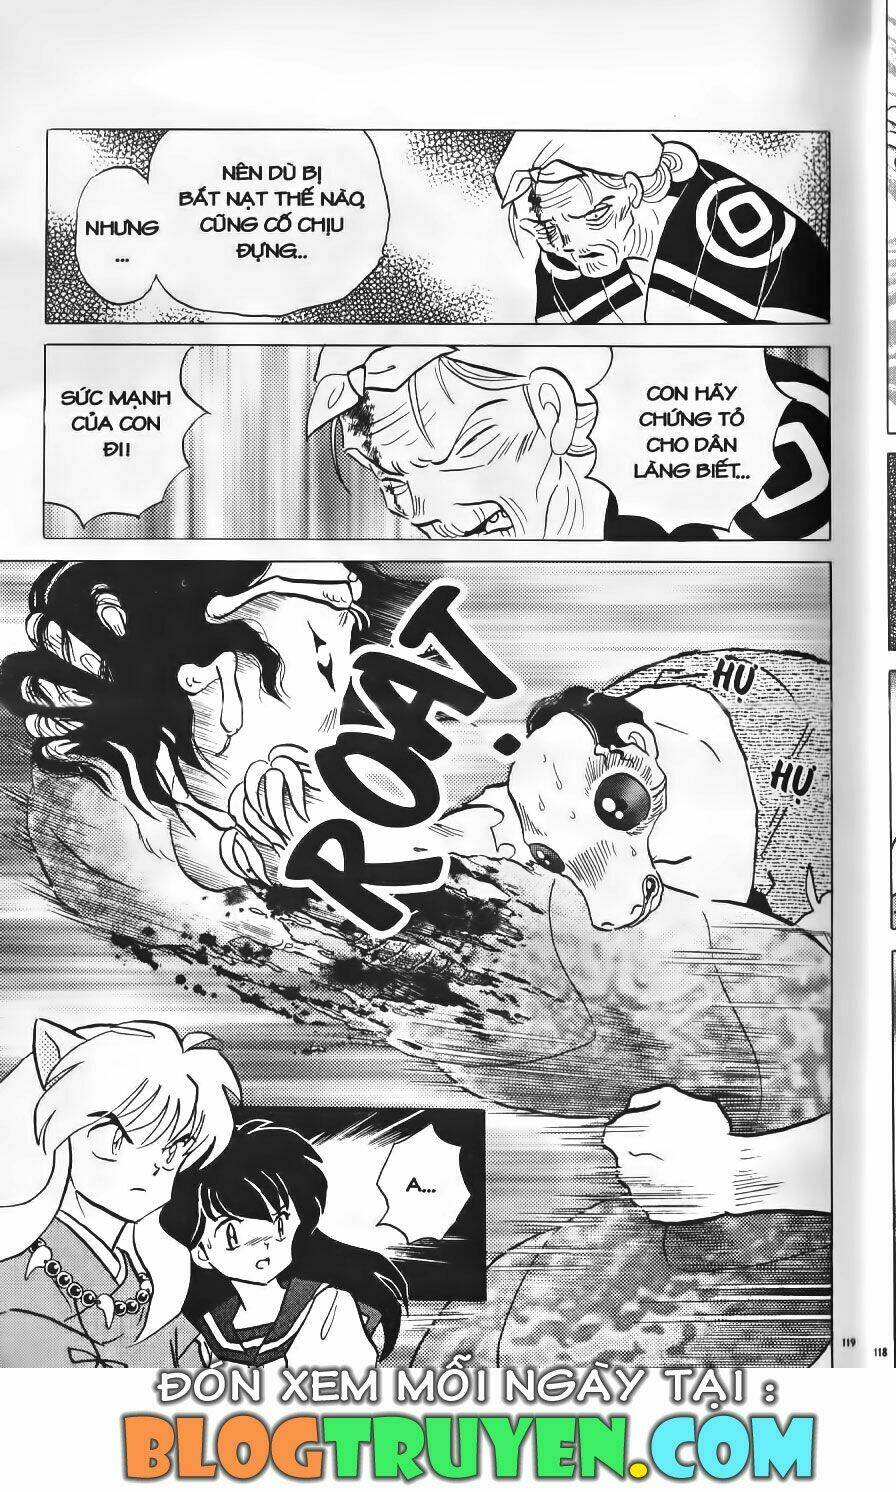 NÊN DÙ BỊ
BẮT NẠT THẾ NÀO,
CŨNG CỐ CHỊU
ĐỰNG...
NHƯNG
...
CON HÃY
CHỨNG TỎ
CHO DÂN
LÀNG BIẾT...
SỨC MẠNH
CỦA CON
ĐI!
ROẠT
HỤ
HỤ
A...
119
118
ĐÓN XEM MỖI NGÀY TẠI :
BLOGTRUYEN.COM